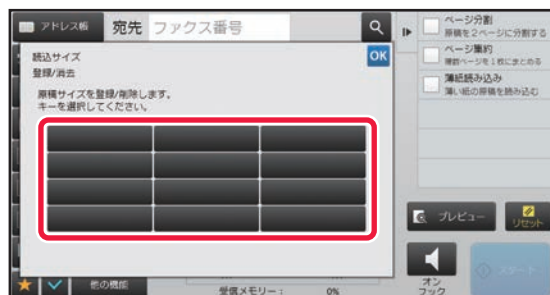 アドレス帳 宛先 ファクス番号
読込サイズ
登録/消去
OK
原稿サイズを登録/削除します。
キーを選択してください。
ページ分割
原稿を2ページに分割する
ページ集約
複数ページを1枚にまとめる
薄紙読み込み
薄い紙の原稿を読み込む
プレビュー
リセット
オン
フック
スタート
他の機能
受信メモリー: 0%